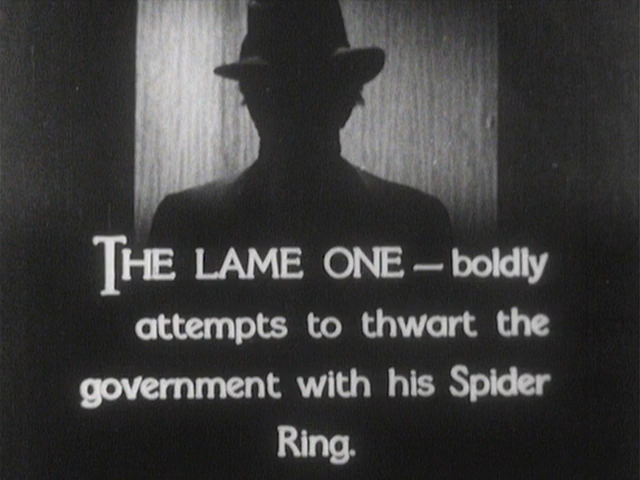 THE LAME ONE — boldly
attempts to thwart the
government with his Spider
Ring.